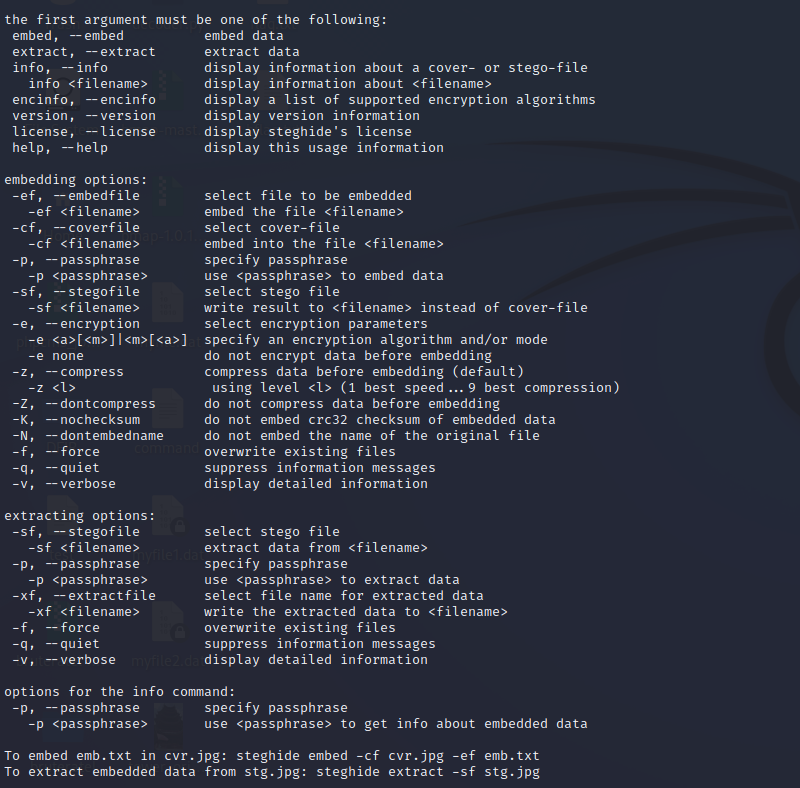 the first argument must be one of the following:
 embed, --embed          embed data
 extract, --extract      extract data
 info, --info            display information about a cover- or stego-file
   info <filename>       display information about <filename>
 encinfo, --encinfo      display a list of supported encryption algorithms
 version, --version      display version information
 license, --license      display steghide's license
 help, --help            display this usage information

embedding options:
 -ef, --embedfile        select file to be embedded
   -ef <filename>        embed the file <filename>
 -cf, --coverfile        select cover-file
   -cf <filename>        embed into the file <filename>
 -p, --passphrase        specify passphrase
   -p <passphrase>       use <passphrase> to embed data
 -sf, --stegofile        select stego file
   -sf <filename>        write result to <filename> instead of cover-file
 -e, --encryption        select encryption parameters
   -e <a>[<m>]|<m>[<a>]  specify an encryption algorithm and/or mode
   -e none               do not encrypt data before embedding
 -z, --compress          compress data before embedding (default)
   -z <l>                 using level <l> (1 best speed...9 best compression)
 -Z, --dontcompress      do not compress data before embedding
 -K, --nochecksum        do not embed crc32 checksum of embedded data
 -N, --dontembedname     do not embed the name of the original file
 -f, --force             overwrite existing files
 -q, --quiet             suppress information messages
 -v, --verbose           display detailed information

extracting options:
 -sf, --stegofile        select stego file
   -sf <filename>        extract data from <filename>
 -p, --passphrase        specify passphrase
   -p <passphrase>       use <passphrase> to extract data
 -xf, --extractfile      select file name for extracted data
   -xf <filename>        write the extracted data to <filename>
 -f, --force             overwrite existing files
 -q, --quiet             suppress information messages
 -v, --verbose           display detailed information

options for the info command:
 -p, --passphrase        specify passphrase
   -p <passphrase>       use <passphrase> to get info about embedded data

To embed emb.txt in cvr.jpg: steghide embed -cf cvr.jpg -ef emb.txt
To extract embedded data from stg.jpg: steghide extract -sf stg.jpg